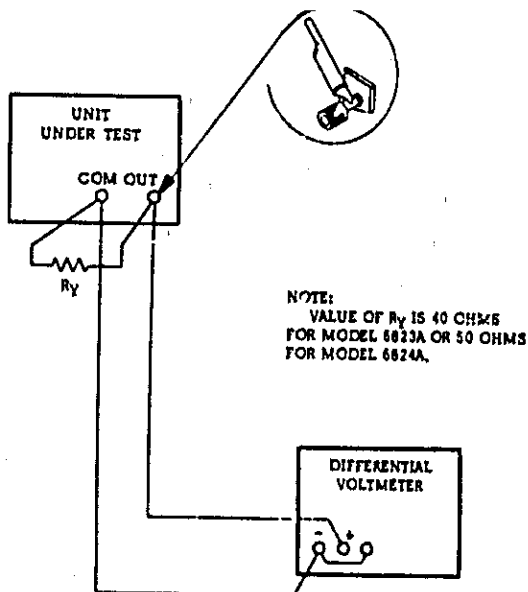 UNIT
UNDER TEST
COM OUT
Ry
NOTE:
VALUE OF Ry IS 40 OHMS
FOR MODEL 6823A OR 50 OHMS
FOR MODEL 6824A.
DIFFERENTIAL
VOLTMETER
- +